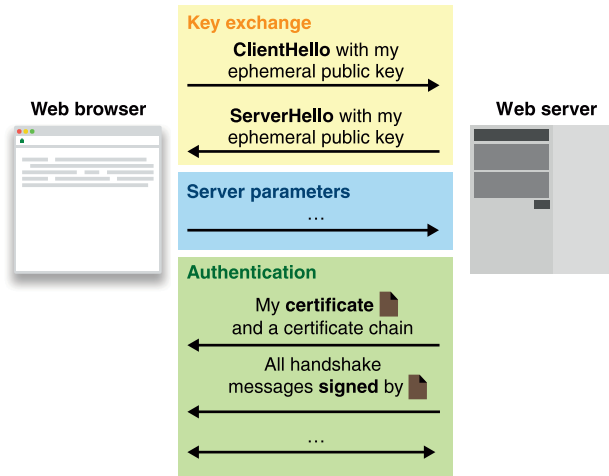 Key exchange
ClientHello with my
ephemeral public key
Web browser
ServerHello with my
ephemeral public key
Web server
Server parameters
...
Authentication
My certificate
and a certificate chain
All handshake
messages signed by
...